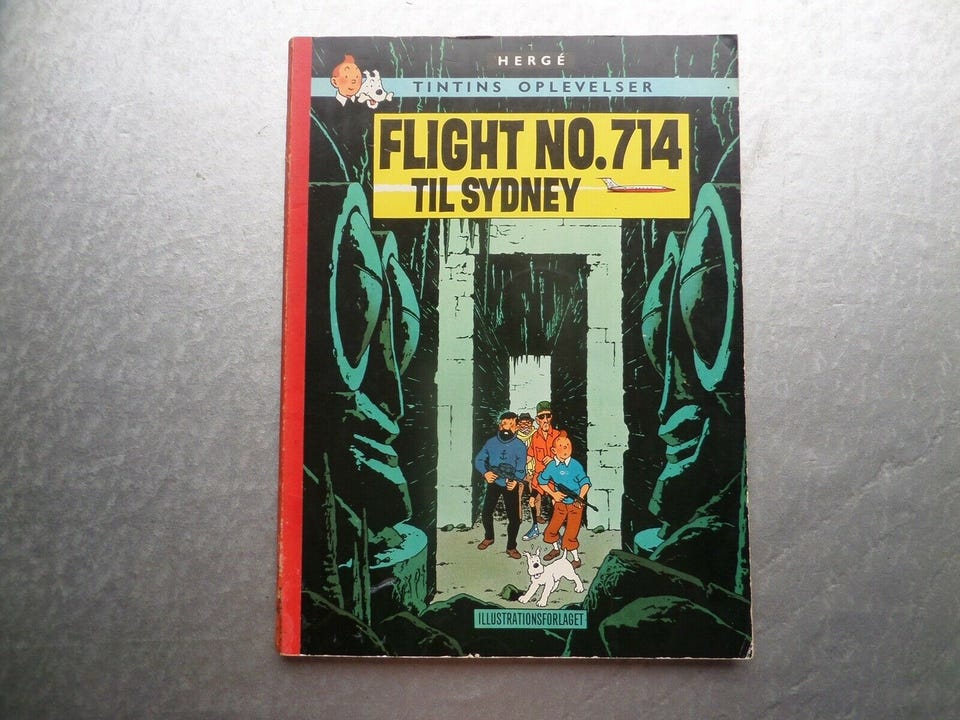 HERGÉ
TINTINS OPLEVELSER
FLIGHT NO.714
TIL SYDNEY
ILLUSTRATIONSFORLAGET